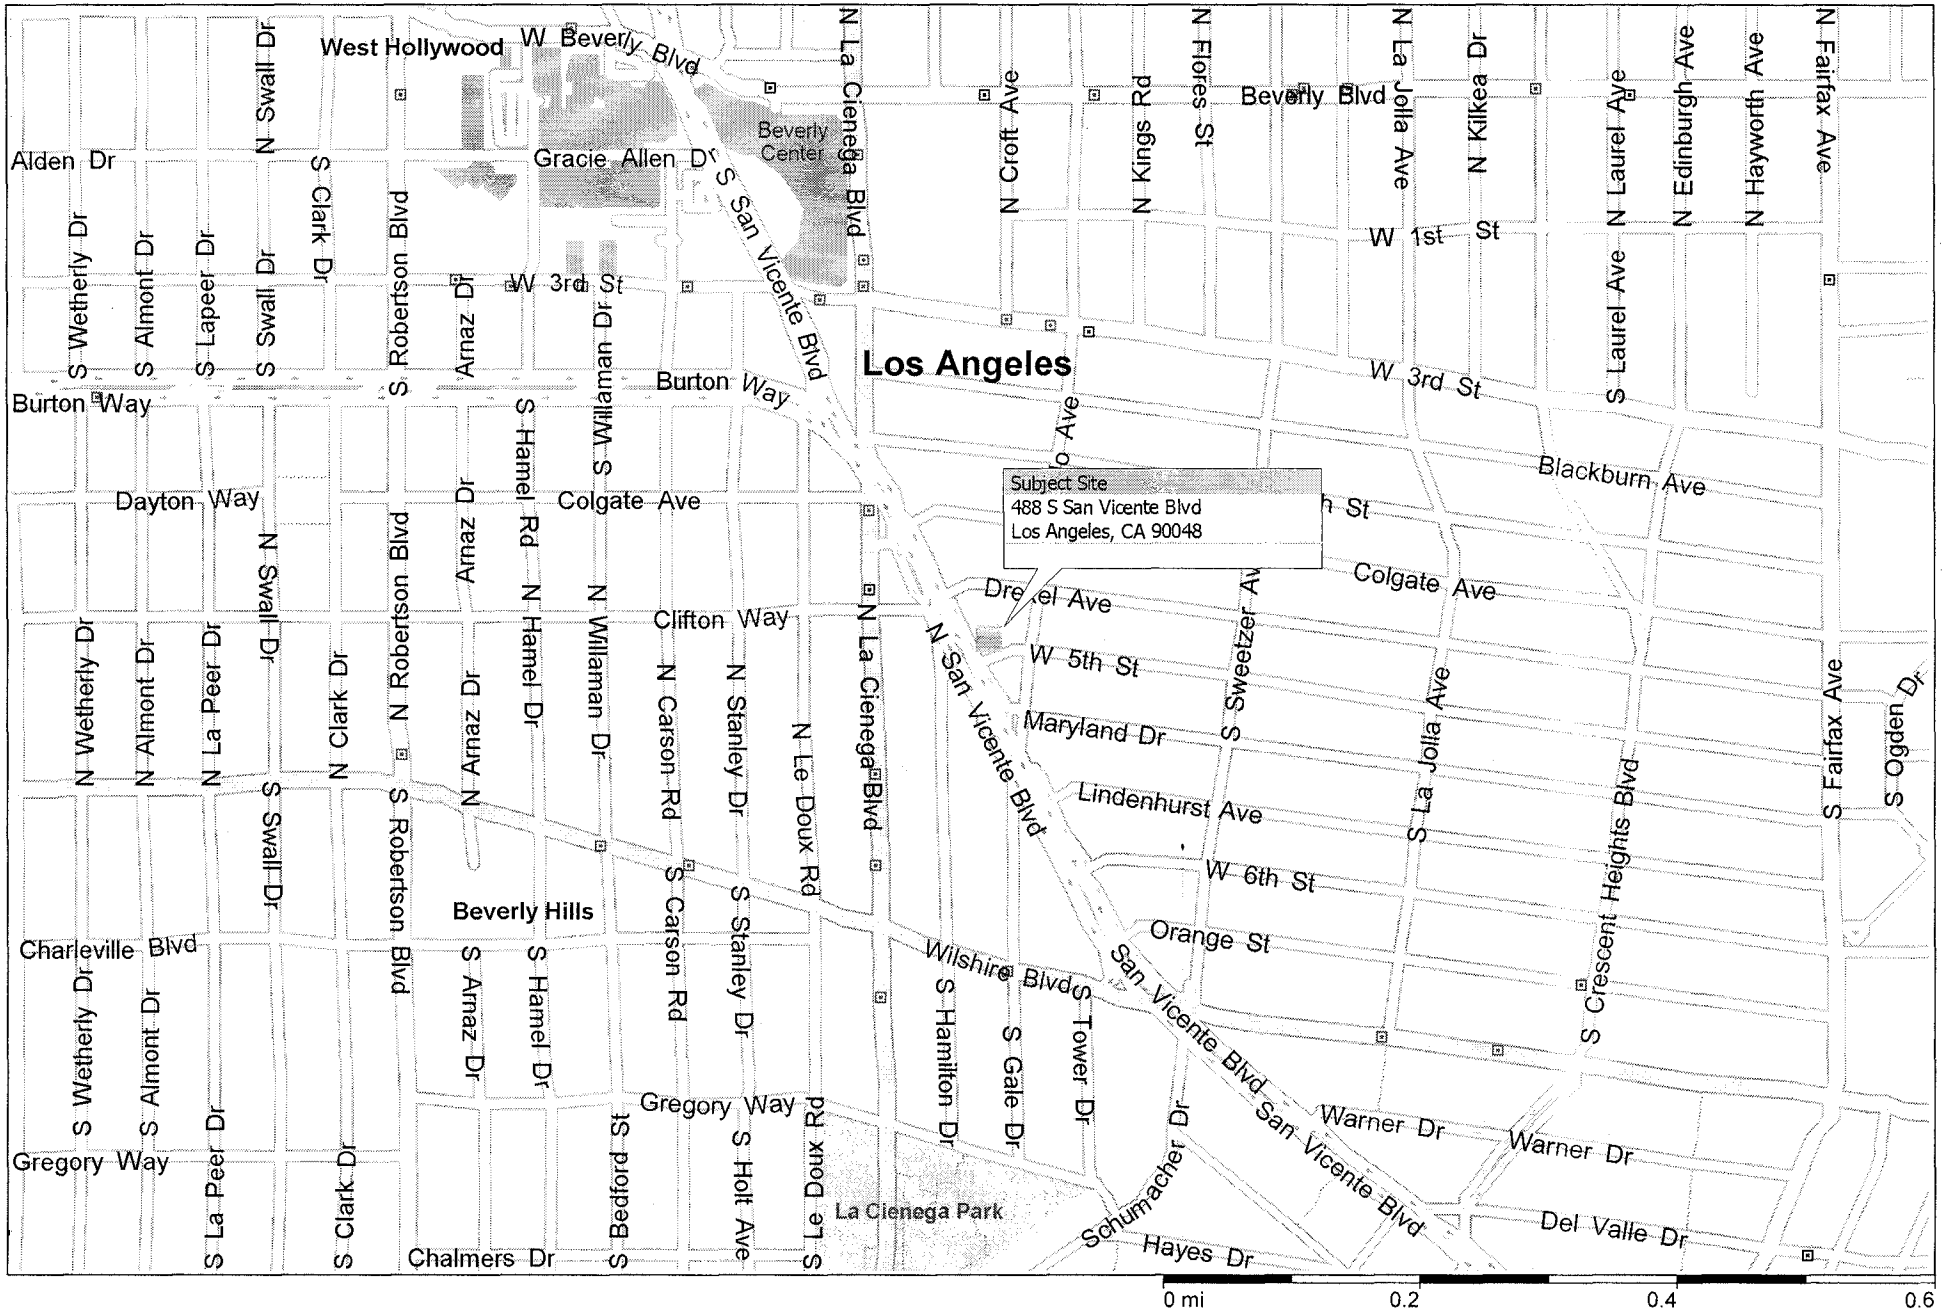 West Hollywood
W Beverly Blvd
N Swall Dr
N La Cienega Blvd
N Croft Ave
N Kings Rd
N Flores St
Beverly Blvd
N La Jolla Ave
N Kilkea Dr
N Laurel Ave
N Edinburgh Ave
N Hayworth Ave
N Fairfax Ave
Beverly
Center
Alden Dr
Gracie Allen Dr
S Clark Dr
S San Vicente Blvd
W 1st St
S Wetherly Dr
S Almont Dr
S Lapeer Dr
S Swall Dr
S Robertson Blvd
Arnaz Dr
W 3rd St
S Willaman Dr
S Laurel Ave
Los Angeles
W 3rd St
Burton Way
Burton Way
S Hamel Rd
lo Ave
Blackburn Ave
Subject Site
488 S San Vicente Blvd
Los Angeles, CA 90048
h St
Dayton Way
Arnaz Dr
Colgate Ave
N Swall Dr
N Robertson Blvd
Colgate Ave
Drexel Ave
S Sweetzer Av
N Hamel Dr
N Willaman Dr
Clifton Way
N La Cienega Blvd
N San Vicente Blvd
W 5th St
N Wetherly Dr
N Almont Dr
N La Peer Dr
N Clark Dr
N Arnaz Dr
N Carson Rd
N Stanley Dr
N Le Doux Rd
Maryland Dr
S La Jolla Ave
S Fairfax Ave
S Ogden Dr
Lindenhurst Ave
S Crescent Heights Blvd
S Swall Dr
S Robertson Blvd
W 6th St
Beverly Hills
S Carson Rd
S Stanley Dr
Orange St
Charleville Blvd
Wilshire Blvd
San Vicente Blvd
S Wetherly Dr
S Almont Dr
S Arnaz Dr
S Hamel Dr
S Hamilton Dr
S Gale Dr
S Tower Dr
Gregory Way
San Vicente Blvd
Warner Dr
Warner Dr
Schumacher Dr
Gregory Way
S La Peer Dr
S Clark Dr
S Bedford St
S Holt Ave
S Le Doux Rd
La Cienega Park
Del Valle Dr
Chalmers Dr
Hayes Dr
0 mi 0.2 0.4 0.6